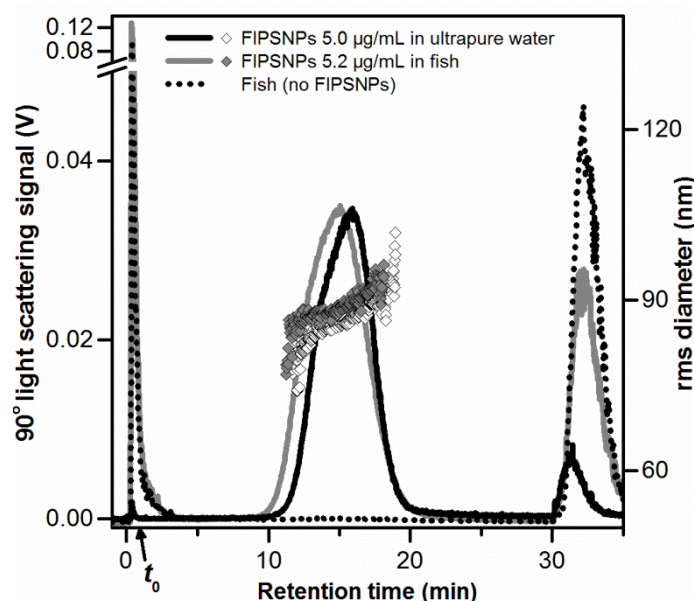 FlPSNPs 5.0 µg/mL in ultrapure water
FlPSNPs 5.2 µg/mL in fish
Fish (no FlPSNPs)
90° light scattering signal (V)
0.12
0.08
0.04
0.02
0.00
rms diameter (nm)
120
90
60
0 10 20 30
t0
Retention time (min)